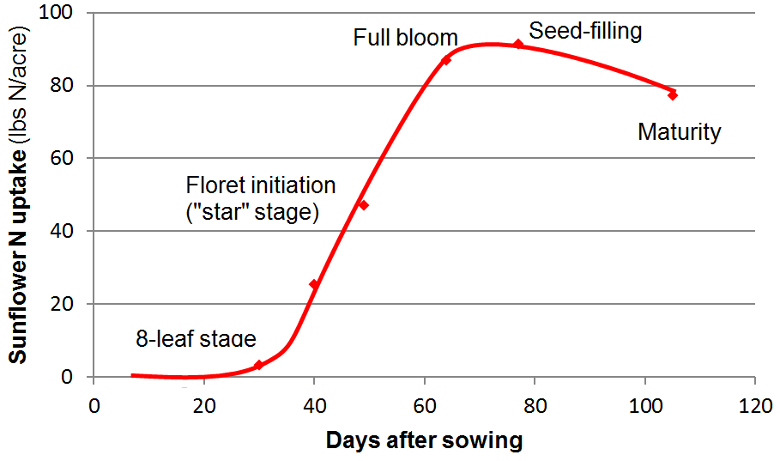 100
80
60
40
20
0
Sunflower N uptake (lbs N/acre)
Full bloom
Seed-filling
Maturity
Floret initiation
("star" stage)
8-leaf stage
0 20 40 60 80 100 120
Days after sowing